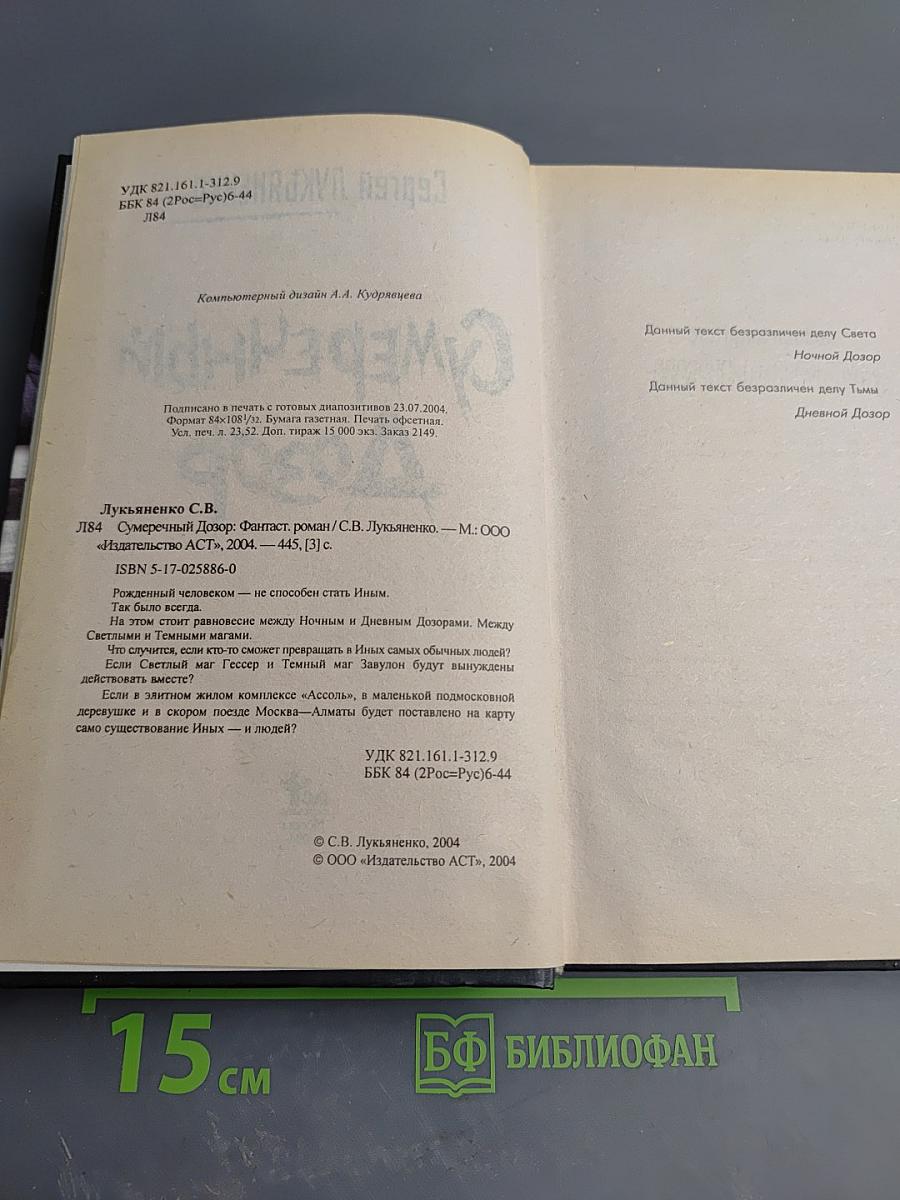 УДК 821.161.1-312.9
ББК 84 (2Рос=Рус)6-44
Л84
Компьютерный дизайн А.А. Кудрявцева
Подписано в печать с готовых диапозитивов 23.07.2004.
Формат 84×108 1/32. Бумага газетная. Печать офсетная.
Усл. печ. л. 23,52. Доп. тираж 15 000 экз. Заказ 2149.
Лукьяненко С.В.
Л84 Сумеречный Дозор: Фантаст. роман / С.В. Лукьяненко. — М.: ООО
«Издательство АСТ», 2004. — 445, [3] с.
ISBN 5-17-025886-0
Рожденный человеком — не способен стать Иным.
Так было всегда.
На этом стоит равновесие между Ночным и Дневным Дозорами. Между
Светлыми и Темными магами.
Что случится, если кто-то сможет превращать в Иных самых обычных людей?
Если Светлый маг Гессер и Темный маг Завулон будут вынуждены
действовать вместе?
Если в элитном жилом комплексе «Ассоль», в маленькой подмосковной
деревушке и в скором поезде Москва—Алматы будет поставлено на карту
само существование Иных — и людей?
УДК 821.161.1-312.9
ББК 84 (2Рос=Рус)6-44
© С.В. Лукьяненко, 2004
© ООО «Издательство АСТ», 2004
Данный текст безразличен делу Света
Ночной Дозор
Данный текст безразличен делу Тьмы
Дневной Дозор
15 см
БФ БИБЛИОФАН